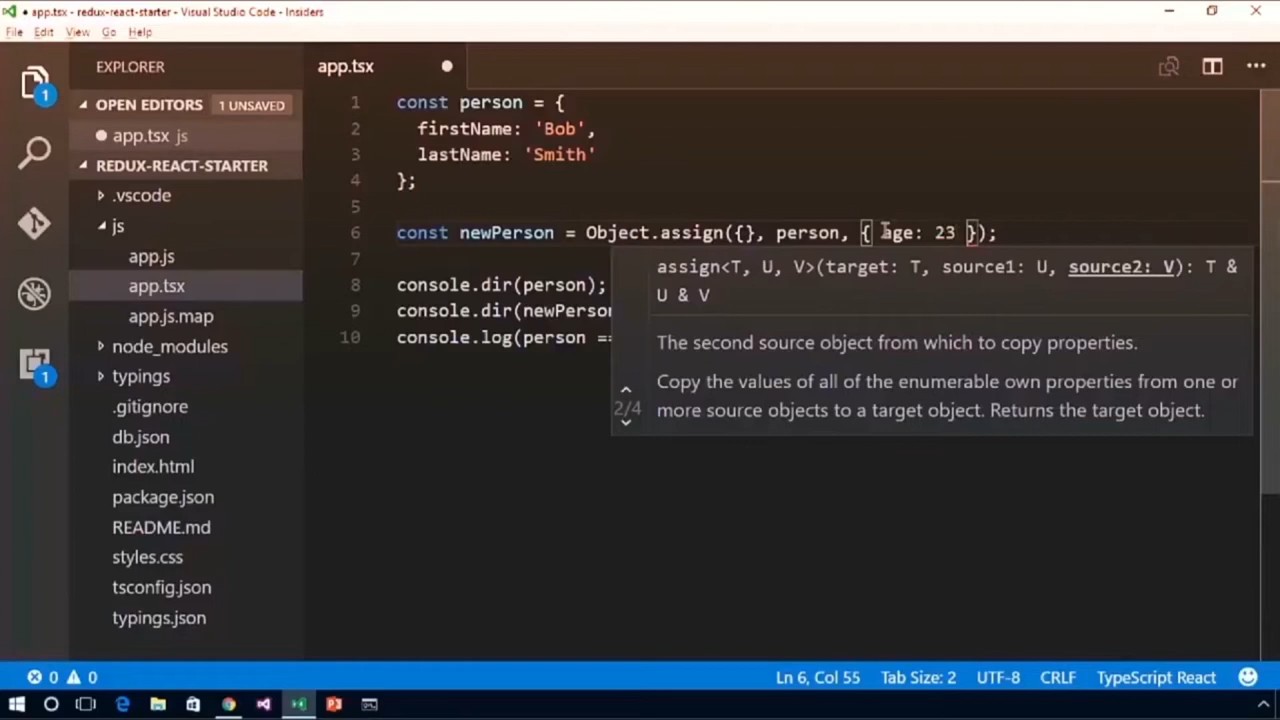 app.tsx - redux-react-starter - Visual Studio Code - Insiders
File Edit View Go Help
EXPLORER
OPEN EDITORS 1 UNSAVED
app.tsx js
REDUX-REACT-STARTER
.vscode
js
app.js
app.tsx
app.js.map
node_modules
typings
.gitignore
db.json
index.html
package.json
README.md
styles.css
tsconfig.json
typings.json
1
1
app.tsx
1 const person = {
2 firstName: 'Bob',
3 lastName: 'Smith'
4 };
5
6 const newPerson = Object.assign({}, person, { age: 23 });
7
8 console.dir(person);
9 console.dir(newPerson
10 console.log(person ==
assign<T, U, V>(target: T, source1: U, source2: V): T &
U & V
The second source object from which to copy properties.
Copy the values of all of the enumerable own properties from one or
2/4 more source objects to a target object. Returns the target object.
0 0 Ln 6, Col 55 Tab Size: 2 UTF-8 CRLF TypeScript React